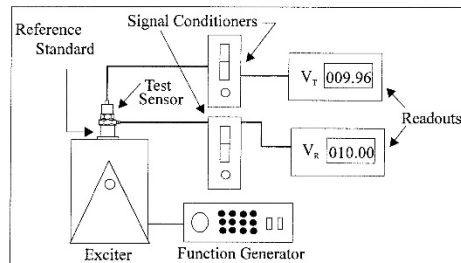 Reference
Standard
Signal Conditioners
Test
Sensor
V_T 009.96
Readouts
V_R 010.00
Exciter
Function Generator